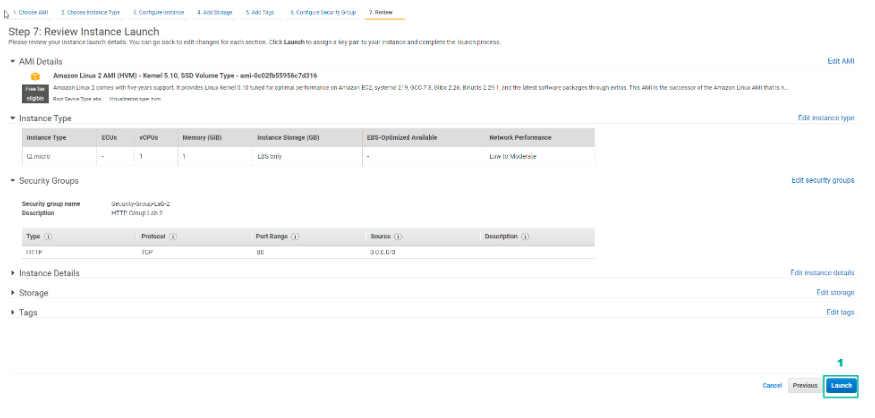 1. Choose AMI 2. Choose Instance Type 3. Configure Instance 4. Add Storage 5. Add Tags 6. Configure Security Group 7. Review
Step 7: Review Instance Launch
Please review your instance launch details. You can go back to edit changes for each section. Click Launch to assign a key pair to your instance and complete the launch process.
AMI Details Edit AMI
Amazon Linux 2 AMI (HVM) - Kernel 5.10, SSD Volume Type - ami-0c02fb55956c7d316
Free tier eligible
Amazon Linux 2 comes with five years support. It provides Linux kernel 5.10 tuned for optimal performance on Amazon EC2, systemd 219, GCC 7.3, Glibc 2.26, Binutils 2.29.1, and the latest software packages through extras. This AMI is the successor of the Amazon Linux AMI that is n...
Root Device Type: ebs Virtualization type: hvm
Instance Type Edit instance type
Instance Type ECUs vCPUs Memory (GiB) Instance Storage (GB) EBS-Optimized Available Network Performance
t2.micro - 1 1 EBS only - Low to Moderate
Security Groups Edit security groups
Security group name Security-Group-Lab-2
Description HTTP-Group-Lab-2
Type Protocol Port Range Source Description
HTTP TCP 80 0.0.0.0/0
Instance Details Edit instance details
Storage Edit storage
Tags Edit tags
1
Cancel Previous Launch